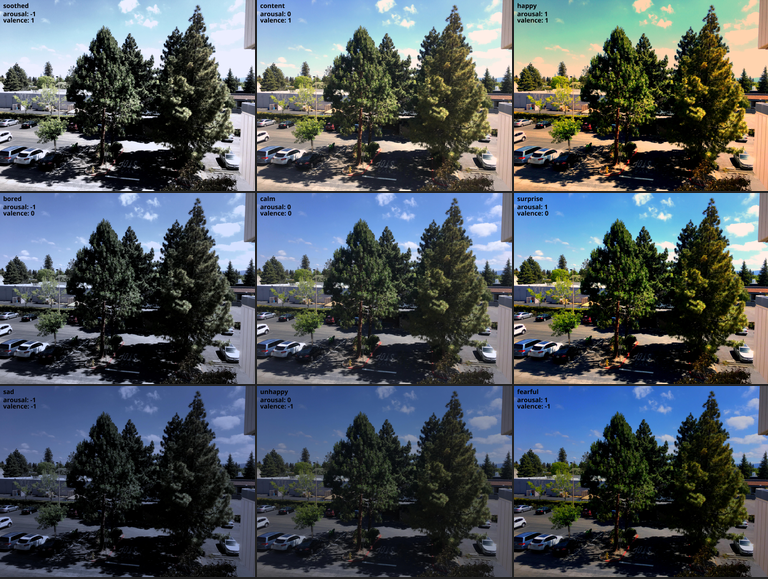 soothed
arousal: -1
valence: 1
content
arousal: 0
valence: 1
happy
arousal: 1
valence: 1
bored
arousal: -1
valence: 0
calm
arousal: 0
valence: 0
surprise
arousal: 1
valence: 0
sad
arousal: -1
valence: -1
unhappy
arousal: 0
valence: -1
fearful
arousal: 1
valence: -1